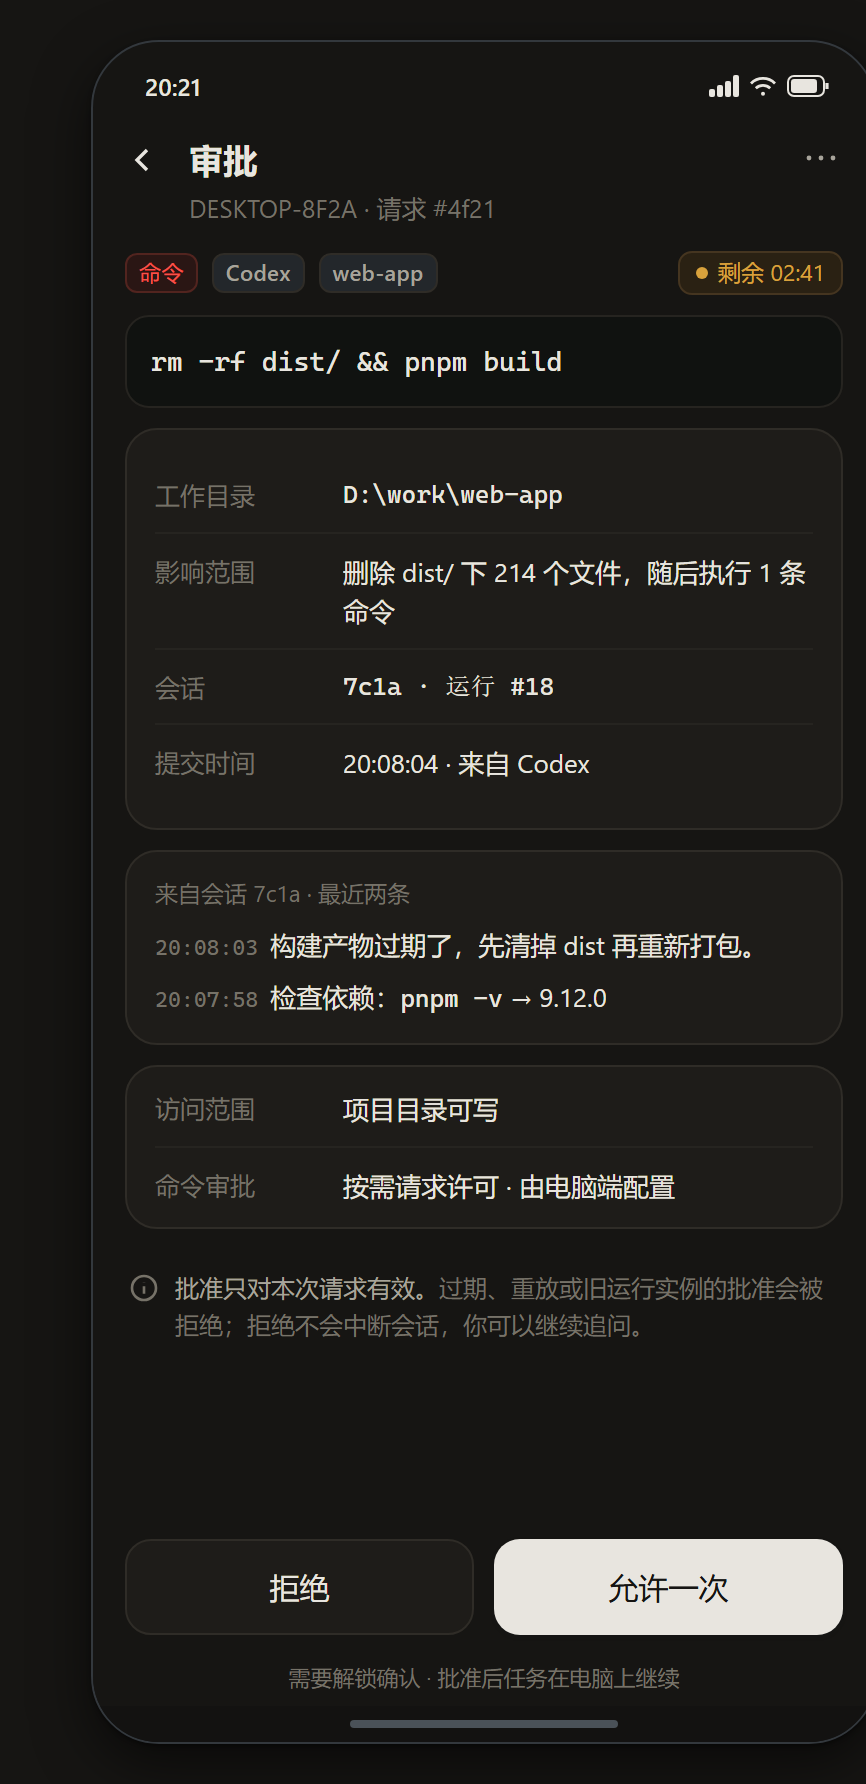 20:21
审批
DESKTOP-8F2A · 请求 #4f21
命令 Codex web-app 剩余 02:41
rm -rf dist/ && pnpm build
工作目录 D:\work\web-app
影响范围 删除 dist/ 下 214 个文件，随后执行 1 条
命令
会话 7c1a · 运行 #18
提交时间 20:08:04 · 来自 Codex
来自会话 7c1a · 最近两条
20:08:03 构建产物过期了，先清掉 dist 再重新打包。
20:07:58 检查依赖：pnpm -v → 9.12.0
访问范围 项目目录可写
命令审批 按需请求许可 · 由电脑端配置
批准只对本次请求有效。过期、重放或旧运行实例的批准会被
拒绝；拒绝不会中断会话，你可以继续追问。
拒绝 允许一次
需要解锁确认 · 批准后任务在电脑上继续